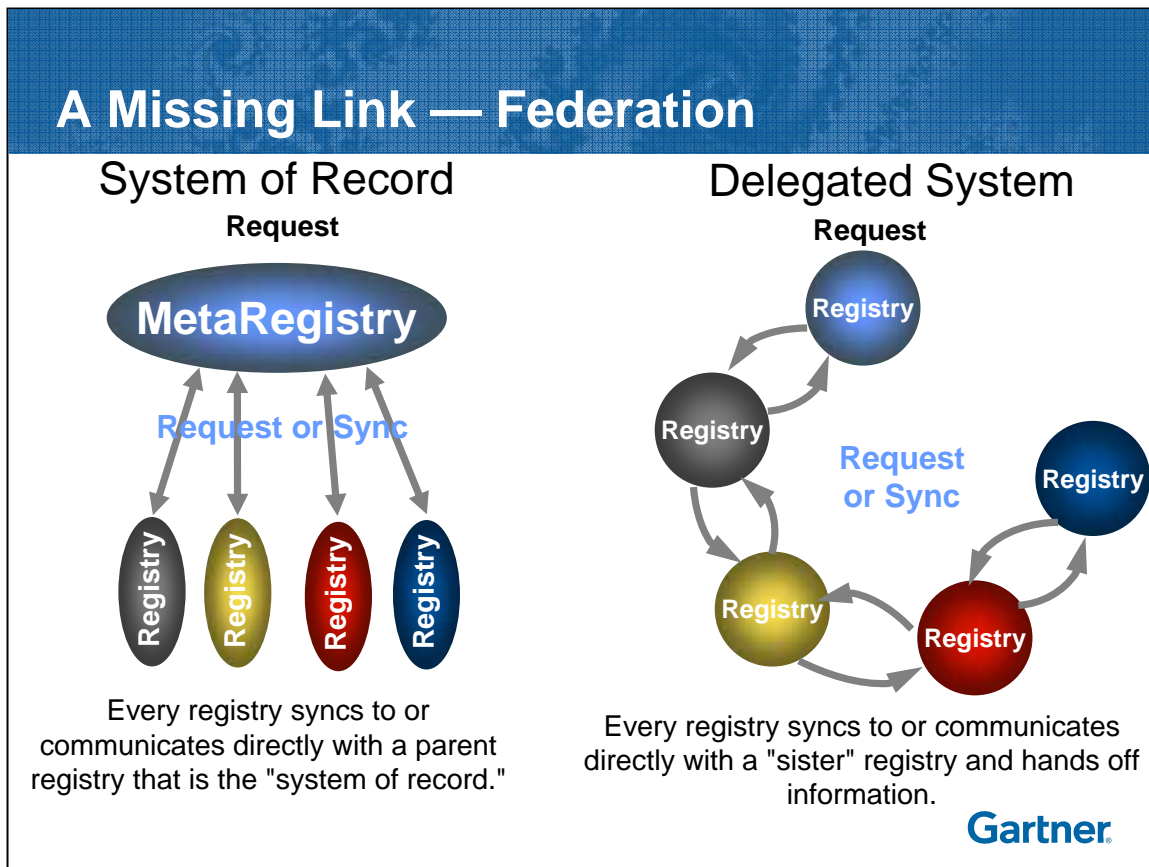 A Missing Link — Federation
System of Record
Request
MetaRegistry
Request or Sync
Registry
Registry
Registry
Registry
Every registry syncs to or
communicates directly with a parent
registry that is the "system of record."
Delegated System
Request
Registry
Registry
Request
or Sync
Registry
Registry
Registry
Every registry syncs to or communicates
directly with a "sister" registry and hands off
information.
Gartner